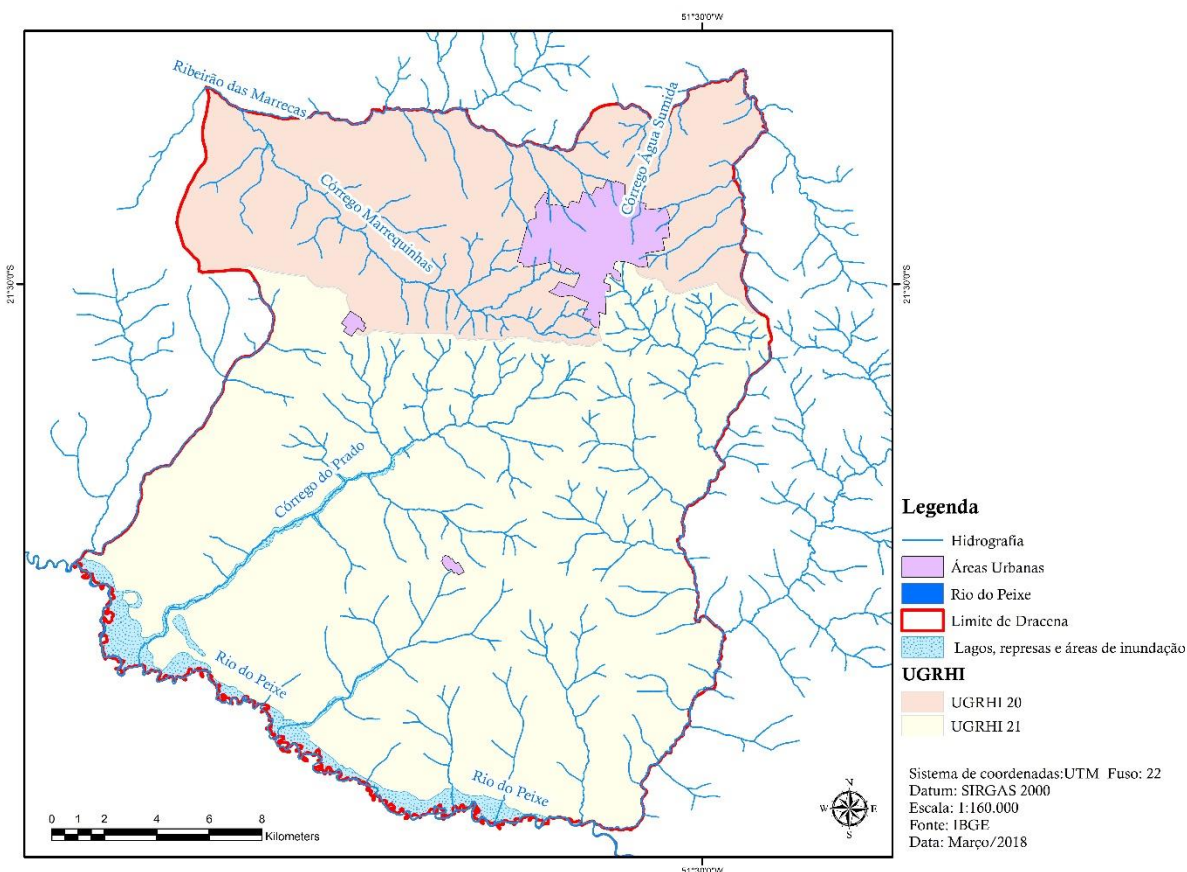 51°30'0"W
Ribeirão das Marrecas
Córrego Água Sumida
Córrego Marrequinhas
21°30'0"S
21°30'0"S
Córrego do Prado
Rio do Peixe
Rio do Peixe
0 1 2 4 6 8
Kilometers
N
W E
S
51°30'0"W
Legenda
Hidrografia
Áreas Urbanas
Rio do Peixe
Limite de Dracena
Lagos, represas e áreas de inundação
UGRHI
UGRHI 20
UGRHI 21
Sistema de coordenadas:UTM Fuso: 22
Datum: SIRGAS 2000
Escala: 1:160.000
Fonte: IBGE
Data: Março/2018